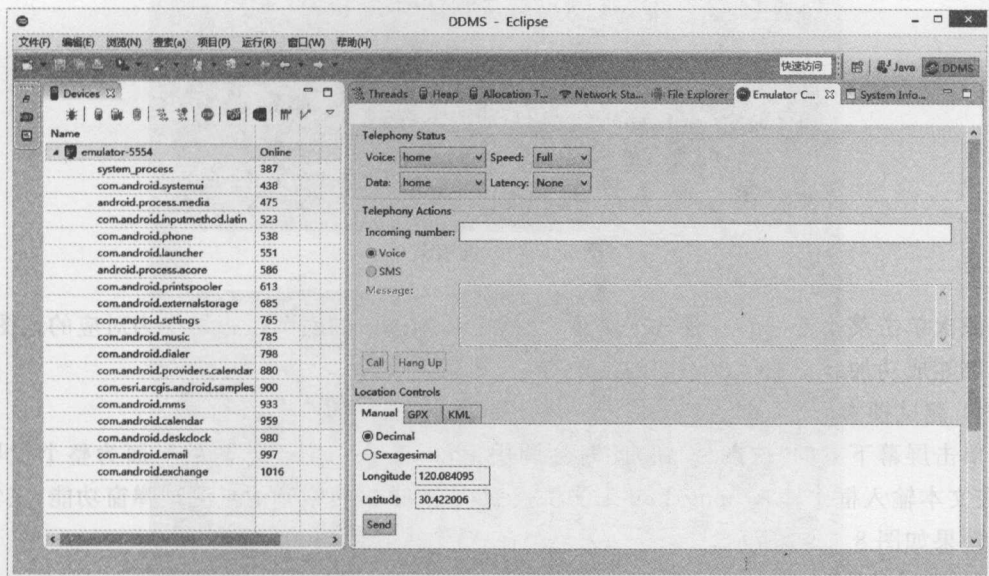 DDMS - Eclipse
文件(F) 编辑(E) 浏览(N) 搜索(a) 项目(P) 运行(R) 窗口(W) 帮助(H)
快速访问 Java DDMS
Devices
Threads Heap Allocation T... Network Sta... File Explorer Emulator C... System Info...
Name
emulator-5554 Online
system_process 387
com.android.systemui 438
android.process.media 475
com.android.inputmethod.latin 523
com.android.phone 538
com.android.launcher 551
android.process.acore 586
com.android.printspooler 613
com.android.externalstorage 685
com.android.settings 765
com.android.music 785
com.android.dialer 798
com.android.providers.calendar 880
com.esri.arcgis.android.samples 900
com.android.mms 933
com.android.calendar 959
com.android.deskclock 980
com.android.email 997
com.android.exchange 1016
Telephony Status
Voice: home Speed: Full
Data: home Latency: None
Telephony Actions
Incoming number:
Voice
SMS
Message:
Call Hang Up
Location Controls
Manual GPX KML
Decimal
Sexagesimal
Longitude 120.084095
Latitude 30.422006
Send